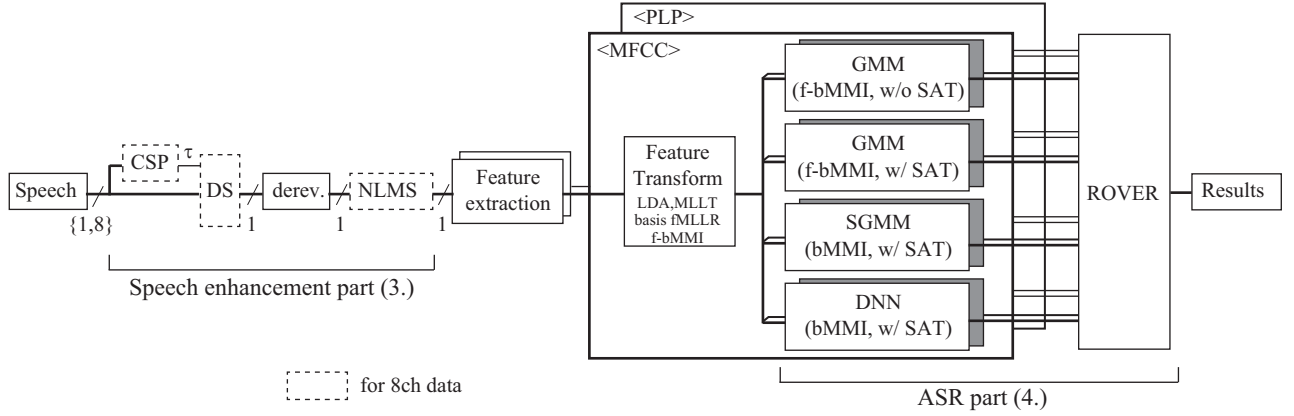 <PLP>
<MFCC>
Speech
{1,8}
CSP
τ
DS
1
derev.
1
NLMS
1
Feature
extraction
Feature
Transform
LDA,MLLT
basis fMLLR
f-bMMI
GMM
(f-bMMI, w/o SAT)
GMM
(f-bMMI, w/ SAT)
SGMM
(bMMI, w/ SAT)
DNN
(bMMI, w/ SAT)
ROVER
Results
Speech enhancement part (3.)
for 8ch data
ASR part (4.)